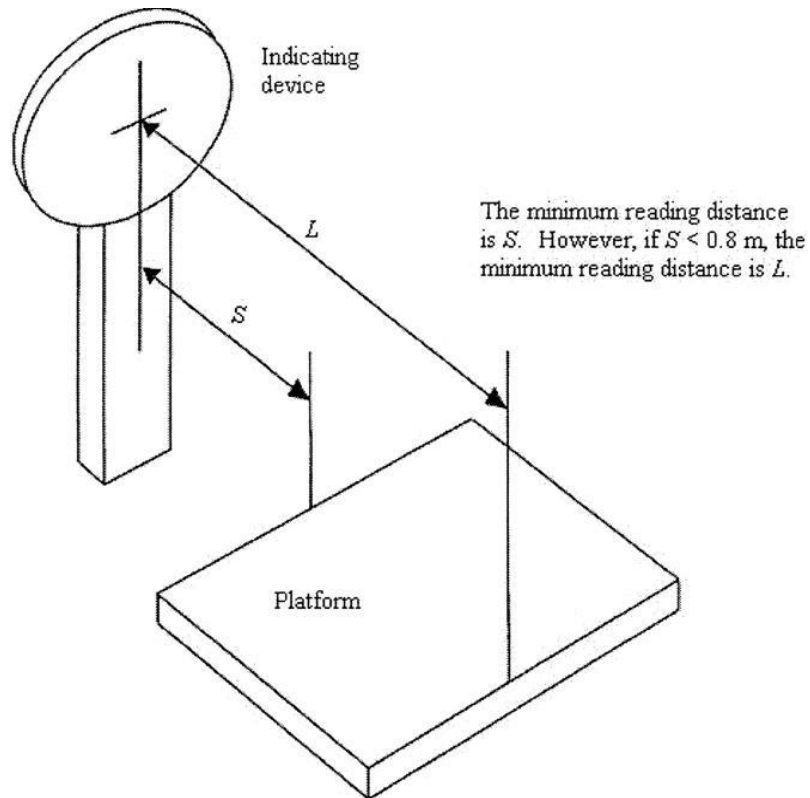 Indicating
device
The minimum reading distance
is S. However, if S < 0.8 m, the
minimum reading distance is L.
L
S
Platform